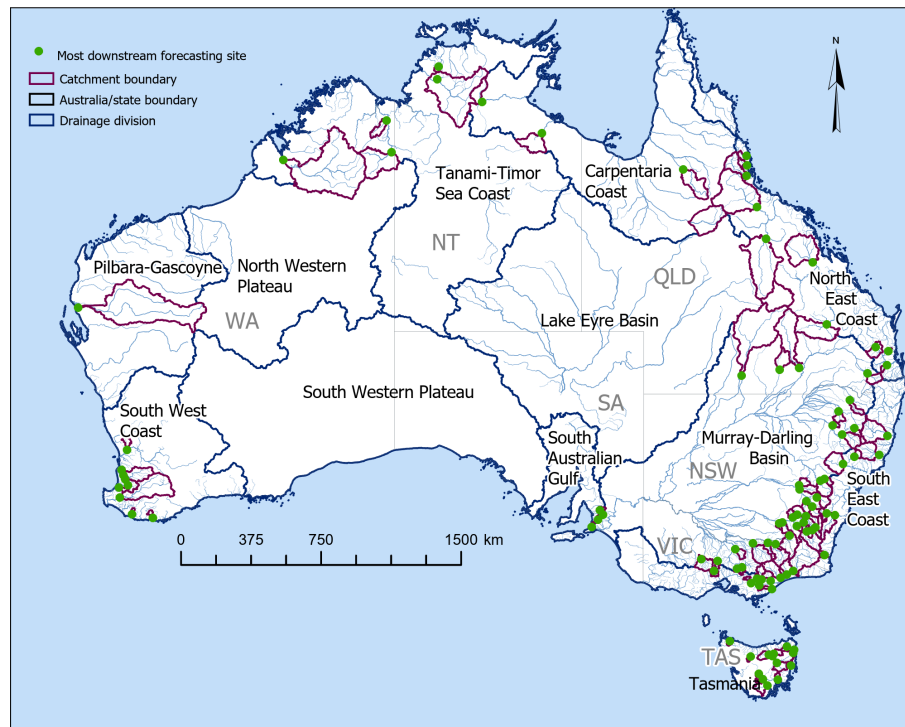 N
Most downstream forecasting site
Catchment boundary
Australia/state boundary
Drainage division
Tanami-Timor
Sea Coast
Carpentaria
Coast
NT
Pilbara-Gascoyne
North Western
Plateau
QLD
North
East
Coast
WA
Lake Eyre Basin
South Western Plateau
SA
South West
Coast
South
Australian
Gulf
Murray-Darling
Basin
NSW
South
East
Coast
VIC
0 375 750 1500 km
TAS
Tasmania